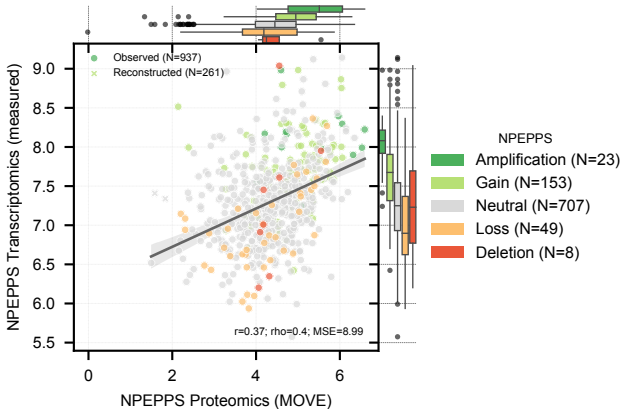 Observed (N=937)
Reconstructed (N=261)
9.0
8.5
8.0
7.5
7.0
6.5
6.0
5.5
NPEPPS Transcriptomics (measured)
r=0.37; rho=0.4; MSE=8.99
0 2 4 6
NPEPPS Proteomics (MOVE)
NPEPPS
Amplification (N=23)
Gain (N=153)
Neutral (N=707)
Loss (N=49)
Deletion (N=8)